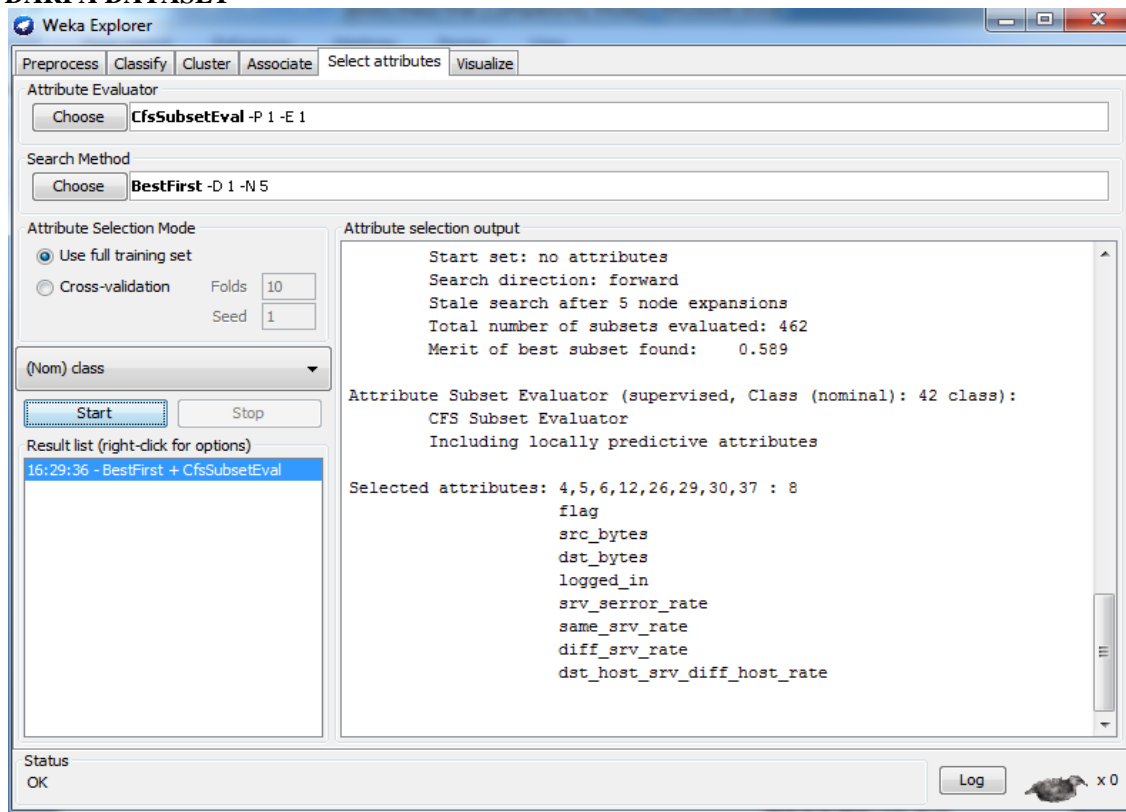 DARPA DATASET
Weka Explorer
Preprocess Classify Cluster Associate Select attributes Visualize
Attribute Evaluator
Choose CfsSubsetEval -P 1 -E 1
Search Method
Choose BestFirst -D 1 -N 5
Attribute Selection Mode
Use full training set
Cross-validation Folds 10
Seed 1
(Nom) class
Start Stop
Result list (right-click for options)
16:29:36 - BestFirst + CfsSubsetEval
Attribute selection output
Start set: no attributes
Search direction: forward
Stale search after 5 node expansions
Total number of subsets evaluated: 462
Merit of best subset found: 0.589
Attribute Subset Evaluator (supervised, Class (nominal): 42 class):
CFS Subset Evaluator
Including locally predictive attributes
Selected attributes: 4,5,6,12,26,29,30,37 : 8
flag
src_bytes
dst_bytes
logged_in
srv_serror_rate
same_srv_rate
diff_srv_rate
dst_host_srv_diff_host_rate
Status
OK
Log x 0